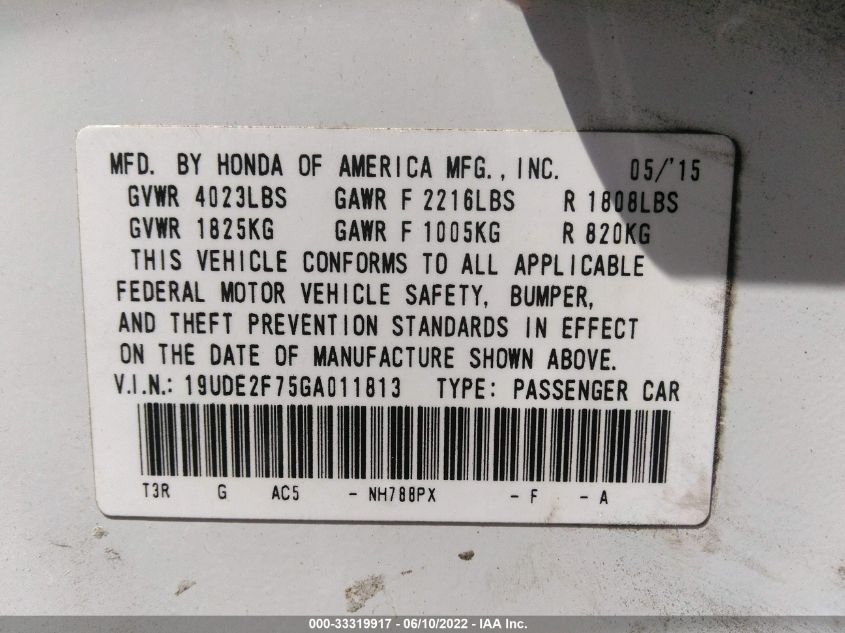 MFD. BY HONDA OF AMERICA MFG., INC. 05/'15
GVWR 4023LBS GAWR F 2216LBS R 1808LBS
GVWR 1825KG GAWR F 1005KG R 820KG
THIS VEHICLE CONFORMS TO ALL APPLICABLE
FEDERAL MOTOR VEHICLE SAFETY, BUMPER,
AND THEFT PREVENTION STANDARDS IN EFFECT
ON THE DATE OF MANUFACTURE SHOWN ABOVE.
V.I.N.: 19UDE2F75GA011813 TYPE: PASSENGER CAR
T3R G AC5 - NH788PX - F - A
000-33319917 - 06/10/2022 - IAA Inc.